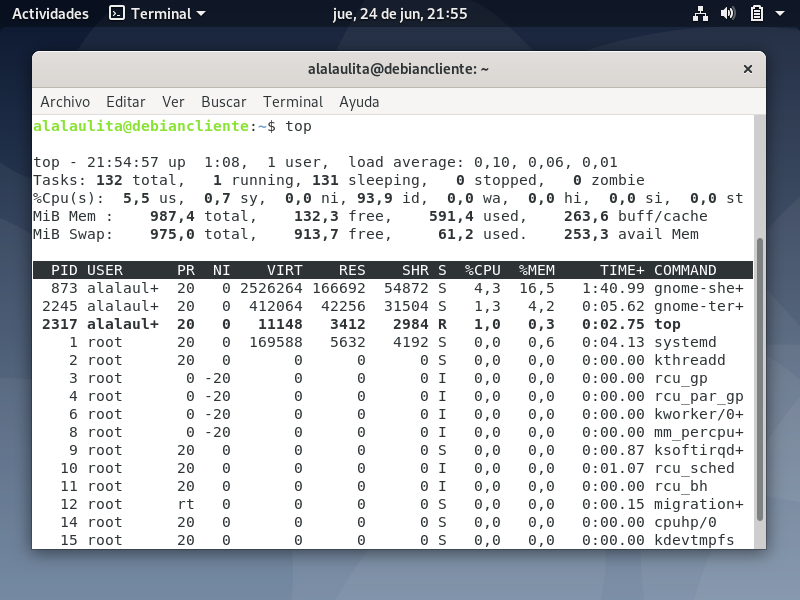 Actividades Terminal jue, 24 de jun, 21:55
alalaulita@debiancliente: ~
Archivo Editar Ver Buscar Terminal Ayuda
alalaulita@debiancliente:~$ top
top - 21:54:57 up  1:08,  1 user,  load average: 0,10, 0,06, 0,01
Tasks: 132 total,   1 running, 131 sleeping,   0 stopped,   0 zombie
%Cpu(s):  5,5 us,  0,7 sy,  0,0 ni, 93,9 id,  0,0 wa,  0,0 hi,  0,0 si,  0,0 st
MiB Mem :    987,4 total,    132,3 free,    591,4 used,    263,6 buff/cache
MiB Swap:    975,0 total,    913,7 free,     61,2 used.    253,3 avail Mem
PID USER      PR  NI    VIRT    RES    SHR S  %CPU  %MEM     TIME+ COMMAND
873 alalaul+  20   0 2526264 166692  54872 S   4,3  16,5   1:40.99 gnome-she+
2245 alalaul+  20   0  412064  42256  31504 S   1,3   4,2   0:05.62 gnome-ter+
2317 alalaul+  20   0   11148   3412   2984 R   1,0   0,3   0:02.75 top
1 root      20   0  169588   5632   4192 S   0,0   0,6   0:04.13 systemd
2 root      20   0       0      0      0 S   0,0   0,0   0:00.00 kthreadd
3 root       0 -20       0      0      0 I   0,0   0,0   0:00.00 rcu_gp
4 root       0 -20       0      0      0 I   0,0   0,0   0:00.00 rcu_par_gp
6 root       0 -20       0      0      0 I   0,0   0,0   0:00.00 kworker/0+
8 root       0 -20       0      0      0 I   0,0   0,0   0:00.00 mm_percpu+
9 root      20   0       0      0      0 S   0,0   0,0   0:00.87 ksoftirqd+
10 root      20   0       0      0      0 I   0,0   0,0   0:01.07 rcu_sched
11 root      20   0       0      0      0 I   0,0   0,0   0:00.00 rcu_bh
12 root      rt   0       0      0      0 S   0,0   0,0   0:00.15 migration+
14 root      20   0       0      0      0 S   0,0   0,0   0:00.00 cpuhp/0
15 root      20   0       0      0      0 S   0,0   0,0   0:00.00 kdevtmpfs